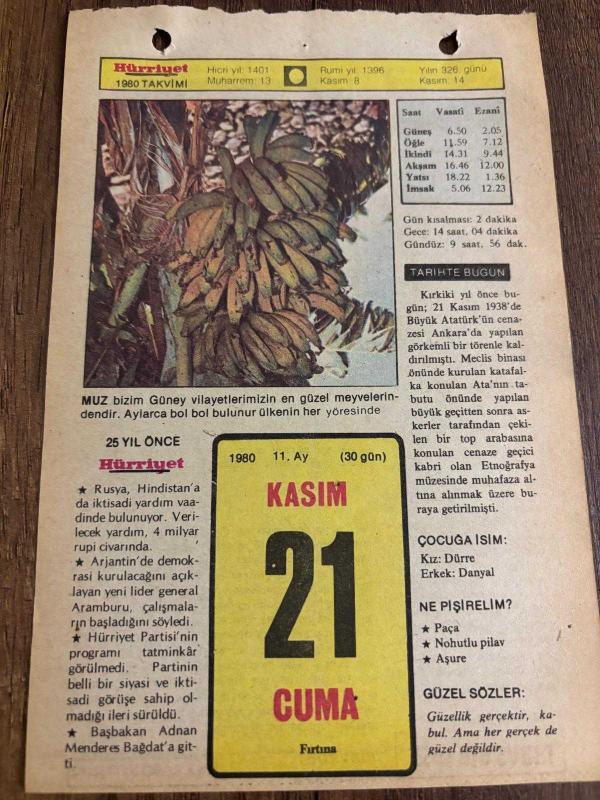 Hürriyet
1980 TAKVİMİ
Hicri yıl: 1401
Muharrem: 13
Rumi yıl: 1396
Kasım: 8
Yılın 326. günü
Kasım: 14
Saat Vasatî Ezanî
Güneş 6.50 2.05
Öğle 11.59 7.12
İkindi 14.31 9.44
Akşam 16.46 12.00
Yatsı 18.22 1.36
İmsak 5.06 12.23
Gün kısalması: 2 dakika
Gece: 14 saat, 04 dakika
Gündüz: 9 saat, 56 dak.
TARİHTE BUGÜN
Kırkiki yıl önce bu-
gün; 21 Kasım 1938'de
Büyük Atatürk'ün cena-
zesi Ankara'da yapılan
görkemli bir törenle kal-
dırılmıştı. Meclis binası
önünde kurulan katafal-
ka konulan Ata'nın ta-
butu önünde yapılan
büyük geçitten sonra as-
kerler tarafından çeki-
len bir top arabasına
konulan cenaze geçici
kabri olan Etnoğrafya
müzesinde muhafaza al-
tına alınmak üzere bu-
raya getirilmişti.
MUZ bizim Güney vilayetlerimizin en güzel meyvelerin-
dendir. Aylarca bol bol bulunur ülkenin her yöresinde
25 YIL ÖNCE
Hürriyet
★ Rusya, Hindistan'a
da iktisadi yardım vaa-
dinde bulunuyor. Veri-
lecek yardım, 4 milyar
rupi civarında.
★ Arjantin'de demok-
rasi kurulacağını açık-
layan yeni lider general
Aramburu, çalışmala-
rın başladığını söyledi.
★ Hürriyet Partisi'nin
programı tatminkâr
görülmedi. Partinin
belli bir siyasi ve ikti-
sadi görüşe sahip ol-
madığı ileri sürüldü.
★ Başbakan Adnan
Menderes Bağdat'a git-
ti.
1980 11. Ay (30 gün)
KASIM
21
CUMA
Fırtına
ÇOCUĞA İSİM:
Kız: Dürre
Erkek: Danyal
NE PİŞİRELİM?
★ Paça
★ Nohutlu pilav
★ Aşure
GÜZEL SÖZLER:
Güzellik gerçektir, ka-
bul. Ama her gerçek de
güzel değildir.